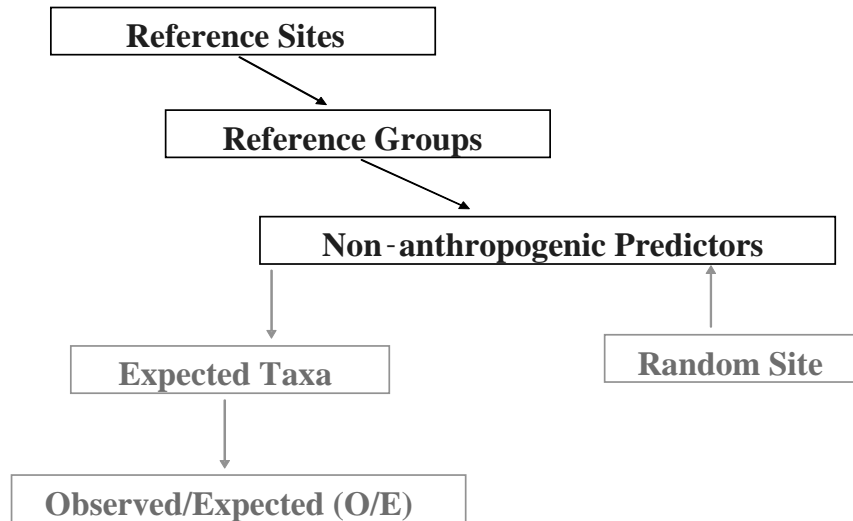 Reference Sites
Reference Groups
Non-anthropogenic Predictors
Expected Taxa
Random Site
Observed/Expected (O/E)